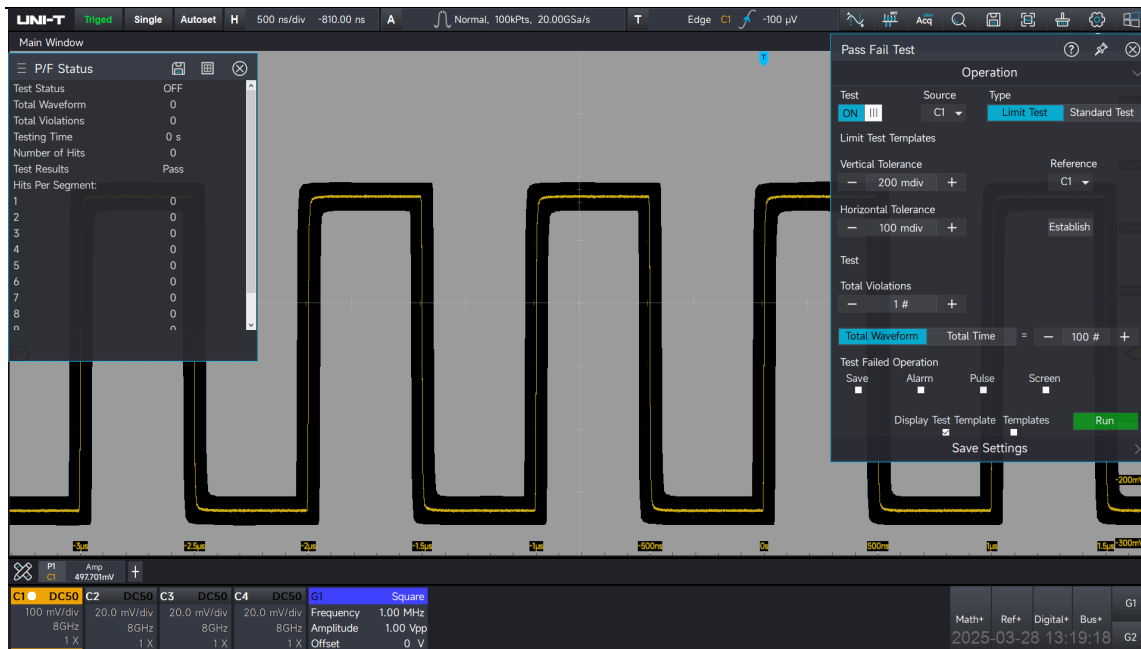 UNI-T Triged Single Autoset H 500 ns/div -810.00 ns A Normal, 100kPts, 20.00GSa/s T Edge C1 -100 μV Acq
Main Window
P/F Status
Test Status OFF
Total Waveform 0
Total Violations 0
Testing Time 0 s
Number of Hits 0
Test Results Pass
Hits Per Segment:
1 0
2 0
3 0
4 0
5 0
6 0
7 0
8 0
9 0
T
Pass Fail Test ?
Operation
Test Source Type
ON C1 Limit Test Standard Test
Limit Test Templates
Vertical Tolerance Reference
− 200 mdiv + C1
Horizontal Tolerance
− 100 mdiv + Establish
Test
Total Violations
− 1 # +
Total Waveform Total Time = − 100 # +
Test Failed Operation
Save Alarm Pulse Screen
Display Test Template Templates Run
Save Settings
-200m
-3μs -2.5μs -2μs -1.5μs -1μs -500ns 0s 500ns 1μs 1.5μs -300m
P1 Amp
C1 497.701mV +
C1 DC50 C2 DC50 C3 DC50 C4 DC50 G1 Square
100 mV/div 20.0 mV/div 20.0 mV/div 20.0 mV/div Frequency 1.00 MHz
8GHz 8GHz 8GHz 8GHz Amplitude 1.00 Vpp
1 X 1 X 1 X 1 X Offset 0 V
Math+ Ref+ Digital+ Bus+ G1
2025-03-28 13:19:18 G2